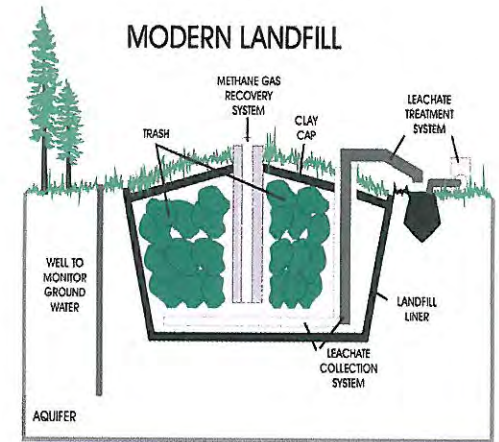 MODERN LANDFILL
METHANE GAS
RECOVERY
SYSTEM
LEACHATE
TREATMENT
SYSTEM
TRASH
CLAY
CAP
WELL TO
MONITOR
GROUND
WATER
LANDFILL
LINER
LEACHATE
COLLECTION
SYSTEM
AQUIFER